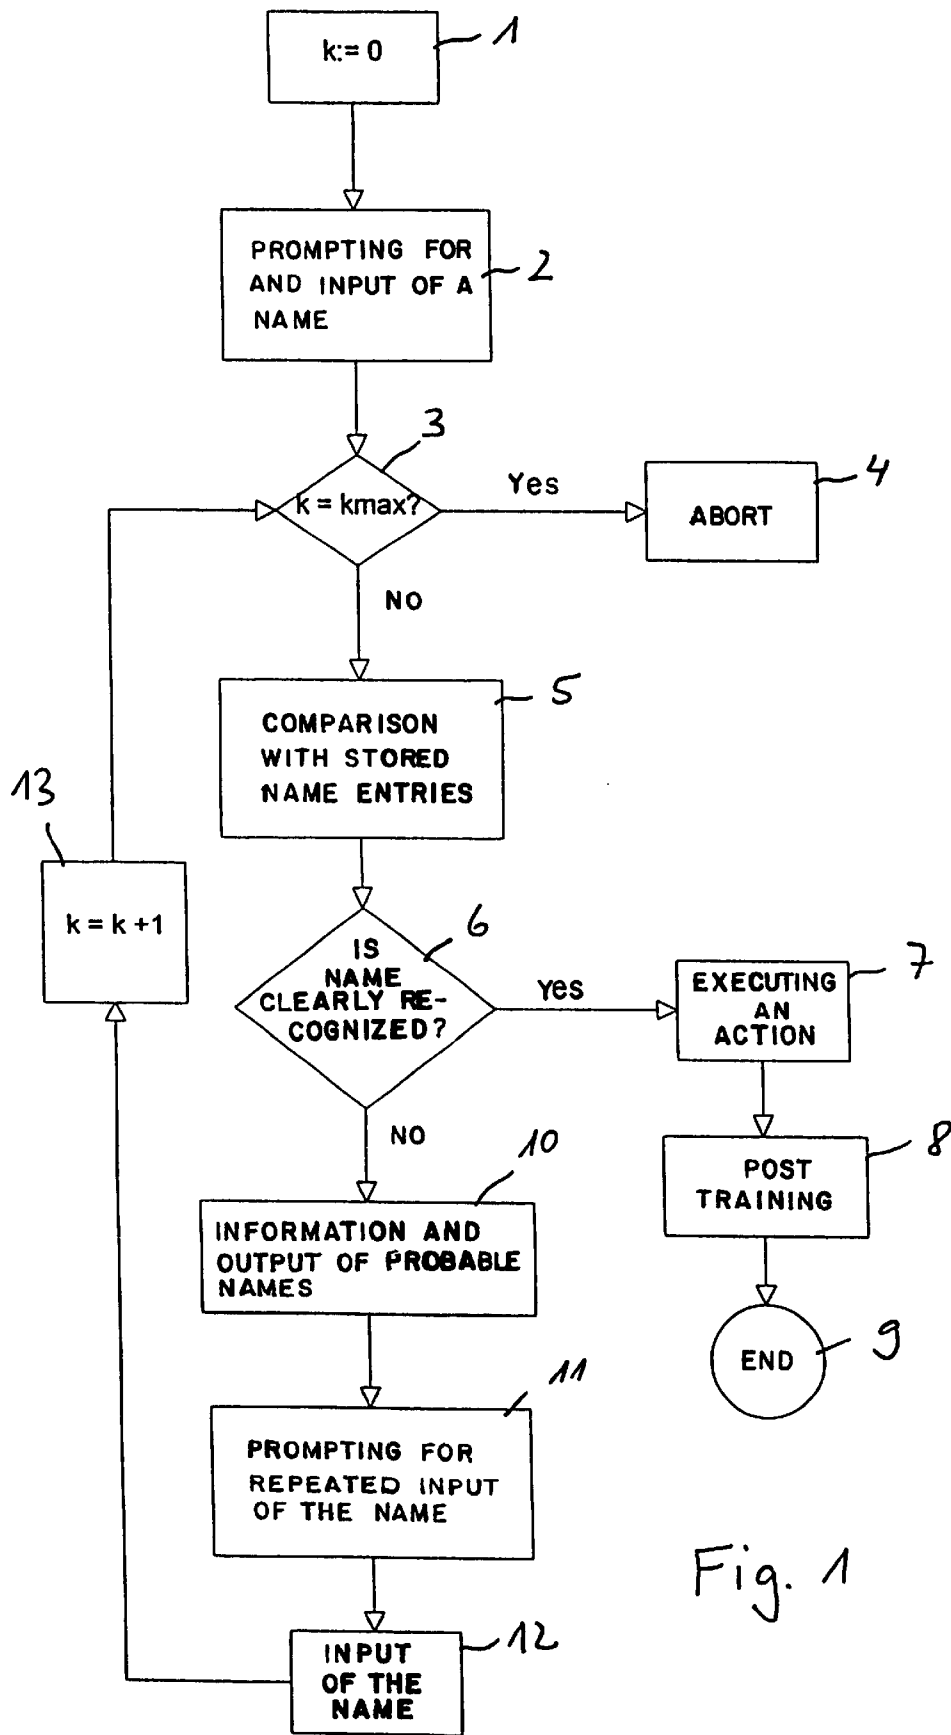 k:= 0
1
PROMPTING FOR
AND INPUT OF A
NAME
2
3
k = kmax?
Yes
4
ABORT
NO
5
COMPARISON
WITH STORED
NAME ENTRIES
13
k = k +1
6
IS
NAME
CLEARLY RE-
COGNIZED?
Yes
7
EXECUTING
AN
ACTION
NO
10
8
POST
TRAINING
INFORMATION AND
OUTPUT OF PROBABLE
NAMES
9
END
11
PROMPTING FOR
REPEATED INPUT
OF THE NAME
Fig. 1
12
INPUT
OF THE
NAME